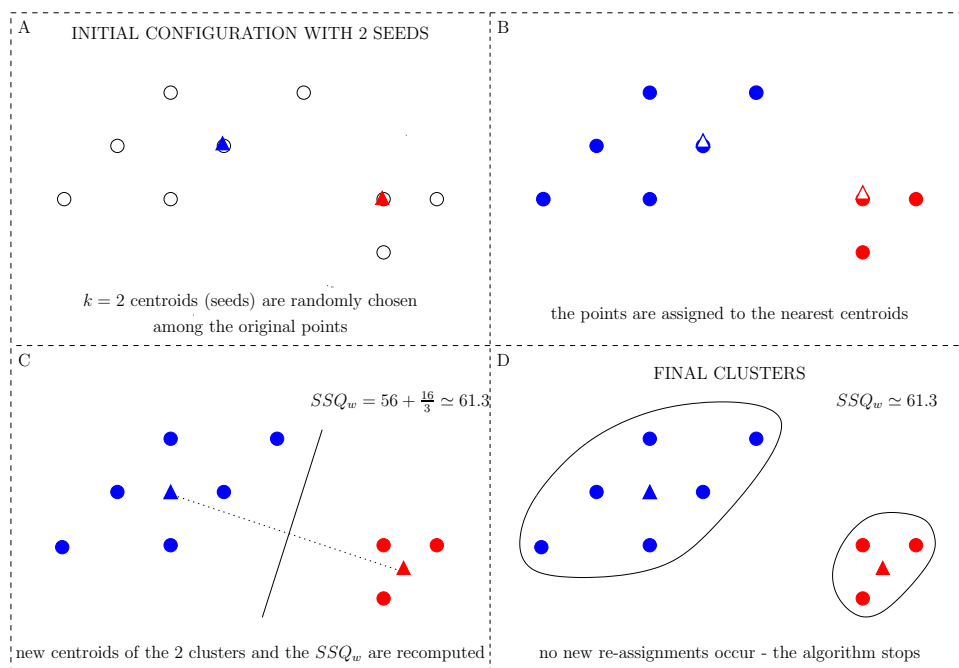 A
INITIAL CONFIGURATION WITH 2 SEEDS
k = 2 centroids (seeds) are randomly chosen
among the original points
B
the points are assigned to the nearest centroids
C
SSQ_w = 56 + 16/3 ≃ 61.3
new centroids of the 2 clusters and the SSQ_w are recomputed
D
FINAL CLUSTERS
SSQ_w ≃ 61.3
no new re-assignments occur - the algorithm stops